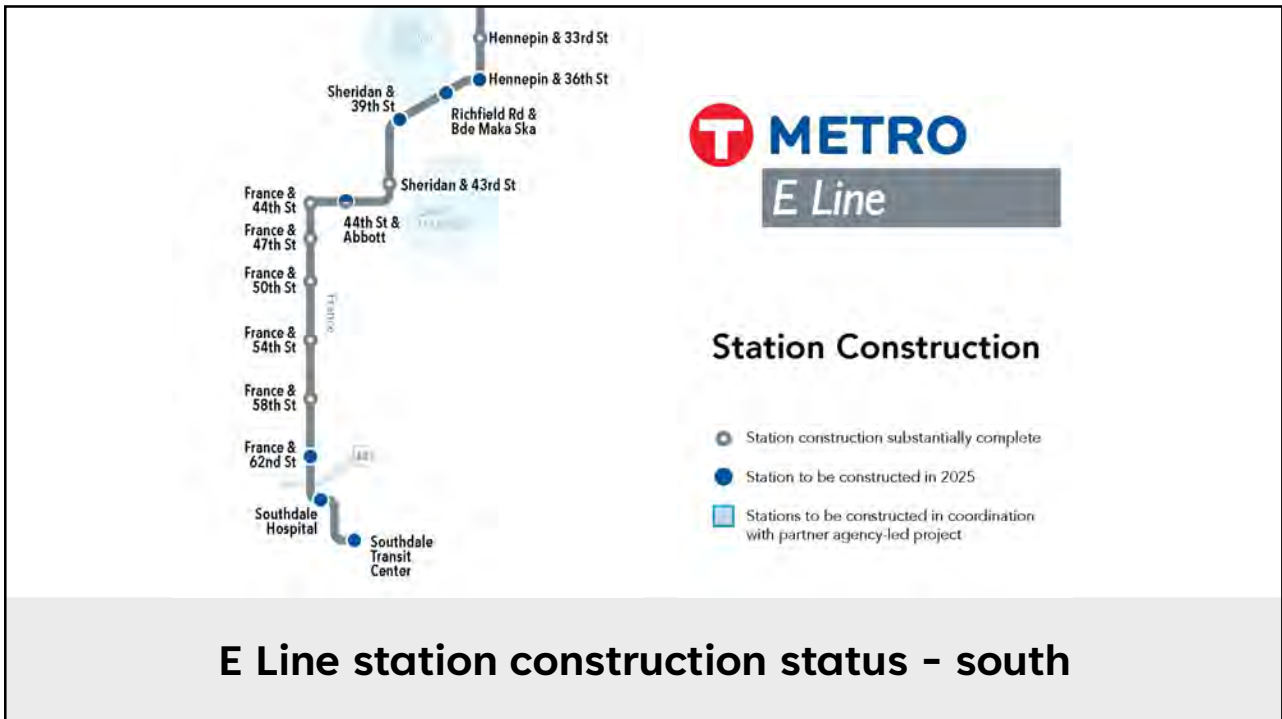 Hennepin & 33rd St
Hennepin & 36th St
Sheridan &
39th St
Richfield Rd &
Bde Maka Ska
Sheridan & 43rd St
France &
44th St
44th St &
Abbott
France &
47th St
France &
50th St
France
France &
54th St
France &
58th St
France &
62nd St
Southdale
Hospital
Southdale
Transit
Center
T METRO
E Line
Station Construction
Station construction substantially complete
Station to be constructed in 2025
Stations to be constructed in coordination
with partner agency-led project
E Line station construction status - south